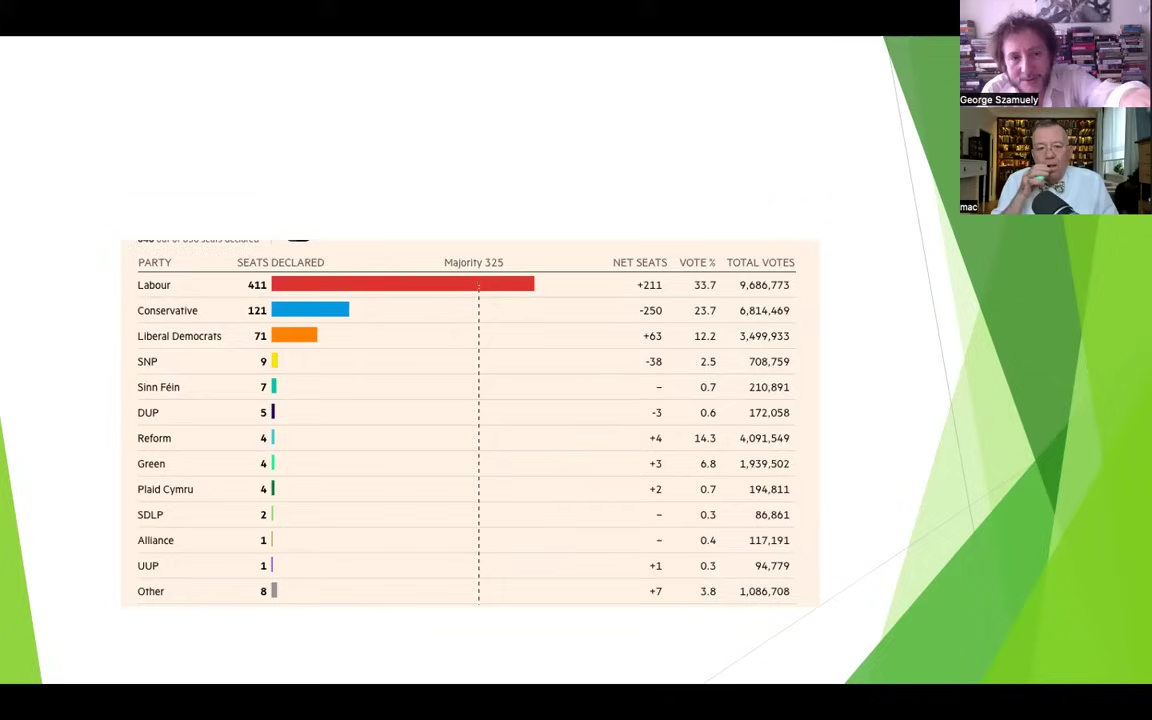 George Szamuely
mac
out of 650 seats declared
PARTY SEATS DECLARED Majority 325 NET SEATS VOTE % TOTAL VOTES
Labour 411 +211 33.7 9,686,773
Conservative 121 -250 23.7 6,814,469
Liberal Democrats 71 +63 12.2 3,499,933
SNP 9 -38 2.5 708,759
Sinn Féin 7 – 0.7 210,891
DUP 5 -3 0.6 172,058
Reform 4 +4 14.3 4,091,549
Green 4 +3 6.8 1,939,502
Plaid Cymru 4 +2 0.7 194,811
SDLP 2 – 0.3 86,861
Alliance 1 – 0.4 117,191
UUP 1 +1 0.3 94,779
Other 8 +7 3.8 1,086,708